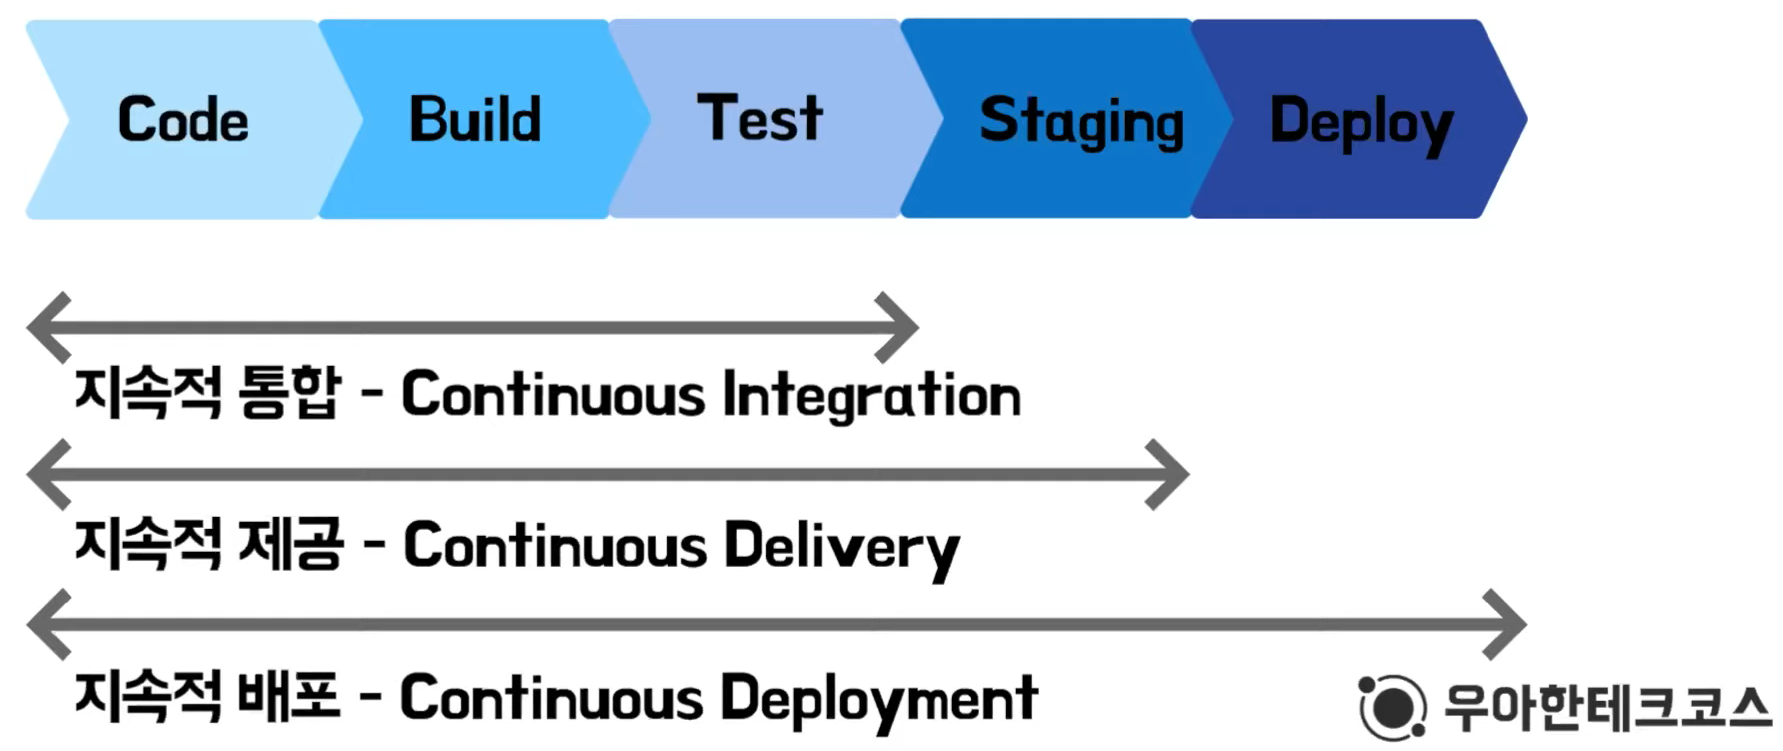 Code
Build
Test
Staging
Deploy
지속적 통합 - Continuous Integration
지속적 제공 - Continuous Delivery
지속적 배포 - Continuous Deployment
우아한테크코스